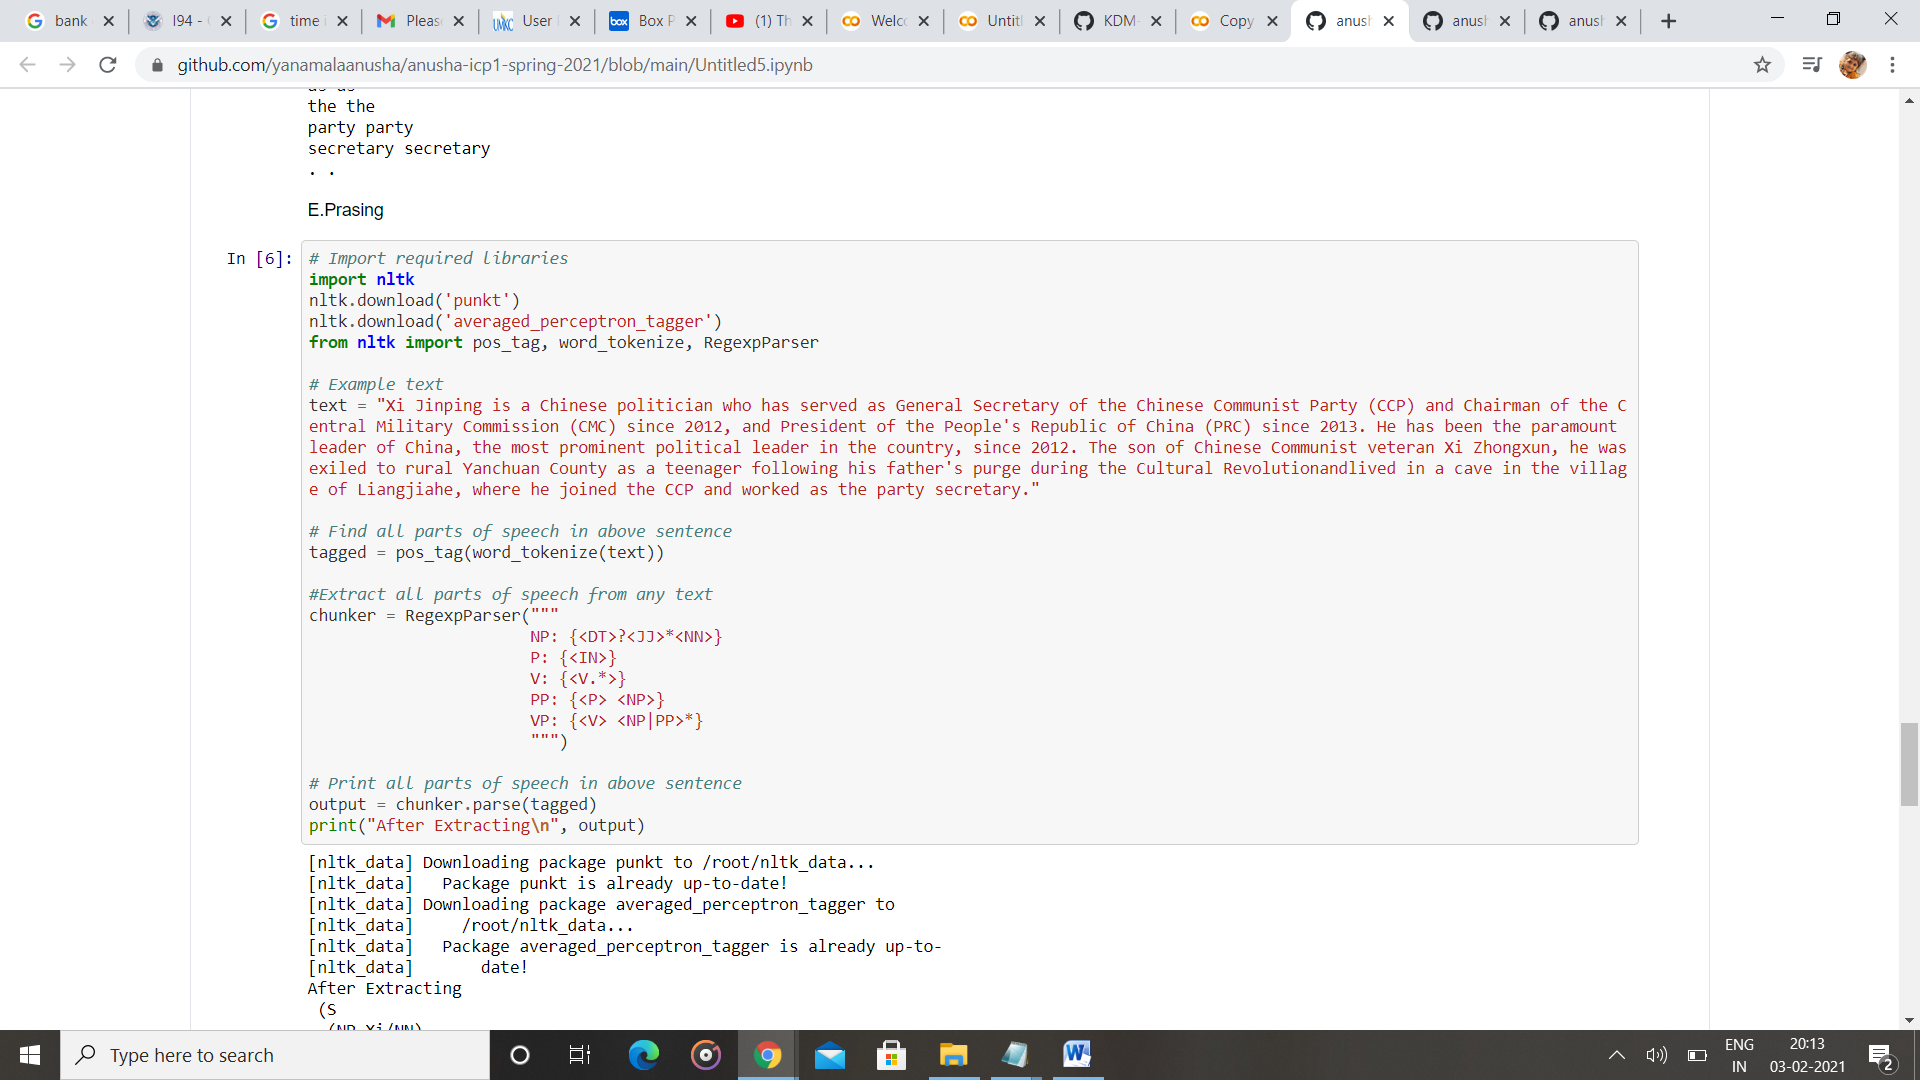 bank
I94 -
time i
Pleas
User
Box P
(1) Th
Welc
Untitl
KDM-
Copy
anush
anush
anush
github.com/yanamalaanusha/anusha-icp1-spring-2021/blob/main/Untitled5.ipynb
as as
the the
party party
secretary secretary
. .
E.Prasing
In [6]:
# Import required libraries
import nltk
nltk.download('punkt')
nltk.download('averaged_perceptron_tagger')
from nltk import pos_tag, word_tokenize, RegexpParser
# Example text
text = "Xi Jinping is a Chinese politician who has served as General Secretary of the Chinese Communist Party (CCP) and Chairman of the C
entral Military Commission (CMC) since 2012, and President of the People's Republic of China (PRC) since 2013. He has been the paramount
leader of China, the most prominent political leader in the country, since 2012. The son of Chinese Communist veteran Xi Zhongxun, he was
exiled to rural Yanchuan County as a teenager following his father's purge during the Cultural Revolutionandlived in a cave in the villag
e of Liangjiahe, where he joined the CCP and worked as the party secretary."
# Find all parts of speech in above sentence
tagged = pos_tag(word_tokenize(text))
#Extract all parts of speech from any text
chunker = RegexpParser("""
NP: {<DT>?<JJ>*<NN>}
P: {<IN>}
V: {<V.*>}
PP: {<P> <NP>}
VP: {<V> <NP|PP>*}
""")
# Print all parts of speech in above sentence
output = chunker.parse(tagged)
print("After Extracting\n", output)
[nltk_data] Downloading package punkt to /root/nltk_data...
[nltk_data]   Package punkt is already up-to-date!
[nltk_data] Downloading package averaged_perceptron_tagger to
[nltk_data]     /root/nltk_data...
[nltk_data]   Package averaged_perceptron_tagger is already up-to-
[nltk_data]       date!
After Extracting
(S
(NP Xi/NN)
Type here to search
ENG
IN
20:13
03-02-2021
2